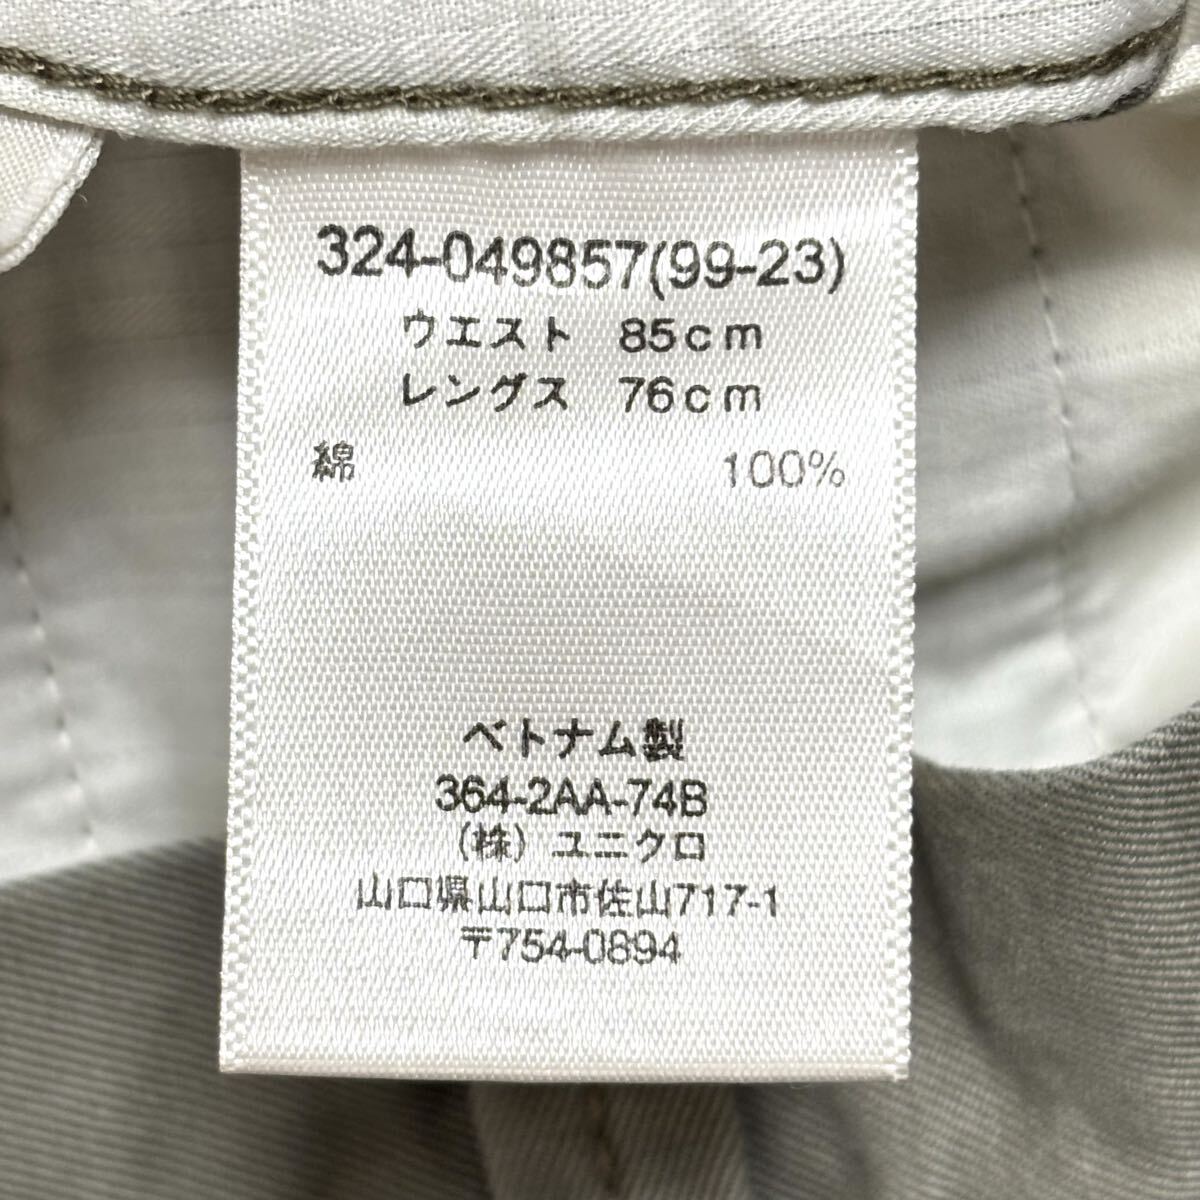 324-049857(99-23)
ウエスト 85cm
レングス 76cm
綿 100%
ベトナム製
364-2AA-74B
(株) ユニクロ
山口県山口市佐山717-1
〒754-0894